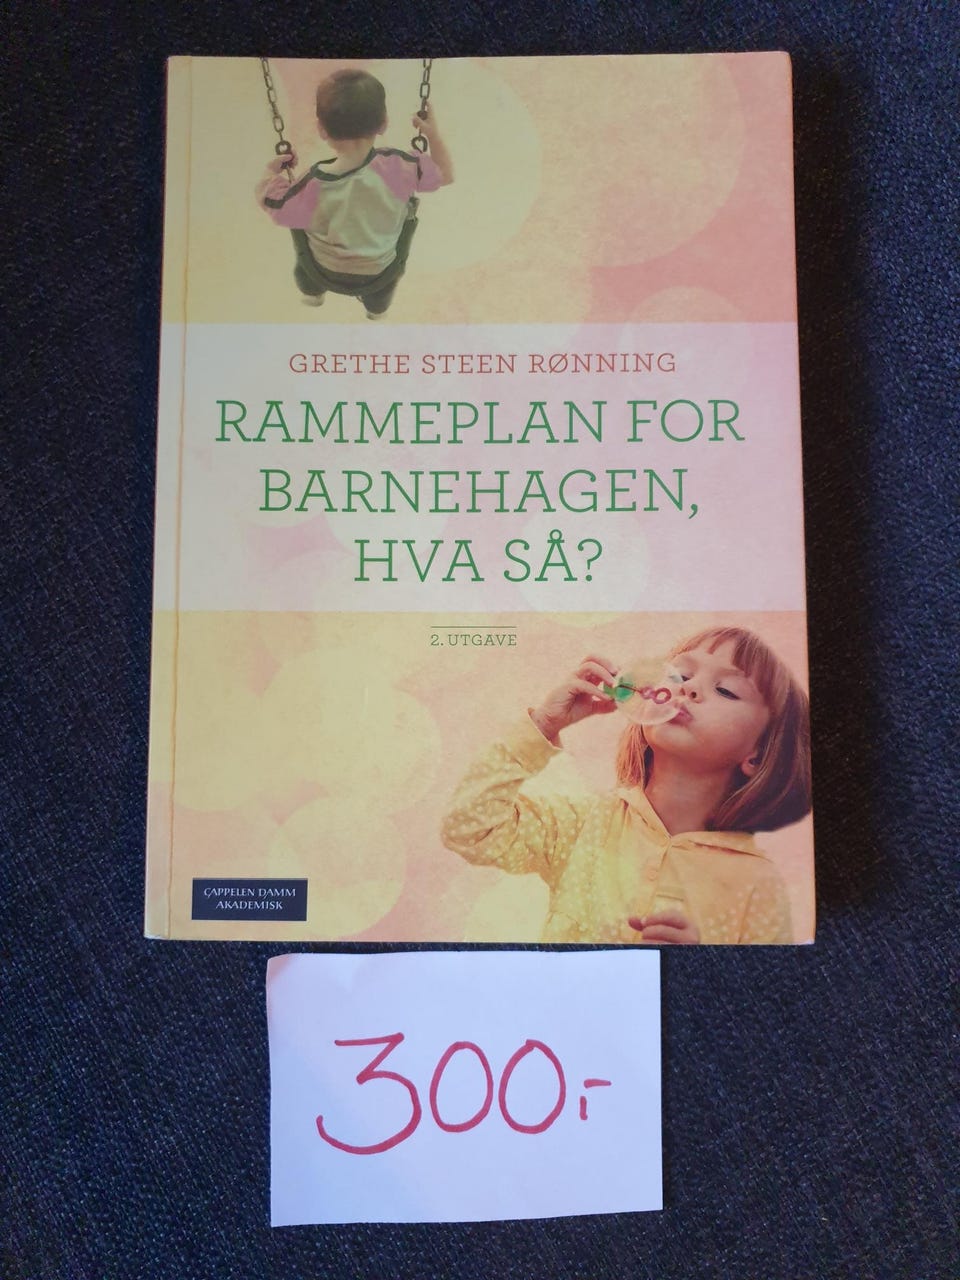 GRETHE STEEN RØNNING
RAMMEPLAN FOR
BARNEHAGEN,
HVA SÅ?
2. UTGAVE
CAPPELEN DAMM
AKADEMISK
300,-